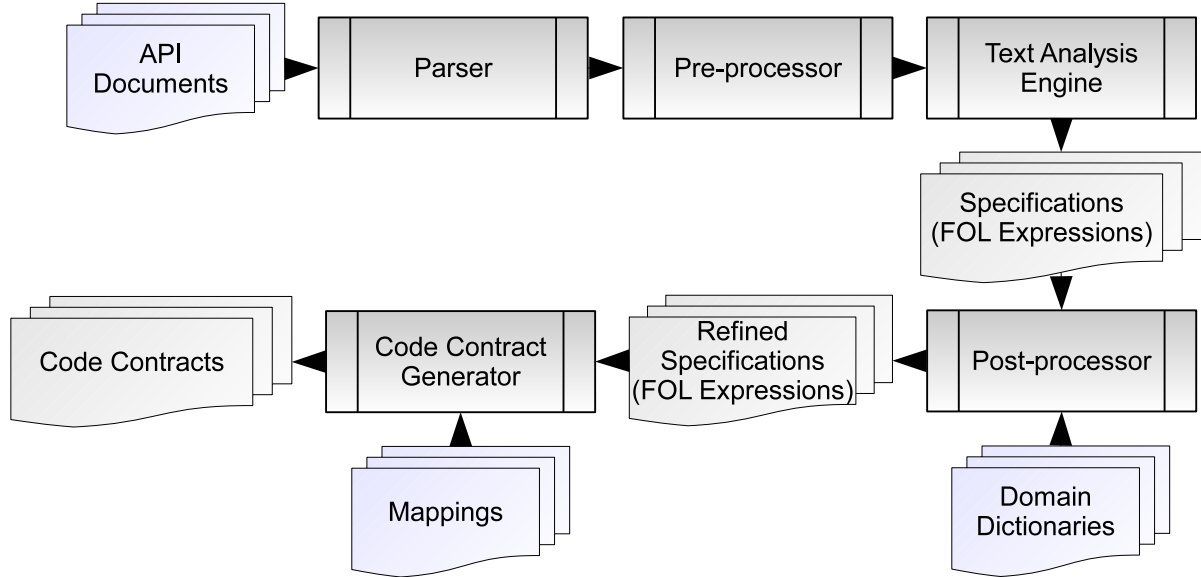 API
Documents
Parser
Pre-processor
Text Analysis
Engine
Specifications
(FOL Expressions)
Code Contracts
Code Contract
Generator
Refined
Specifications
(FOL Expressions)
Post-processor
Mappings
Domain
Dictionaries